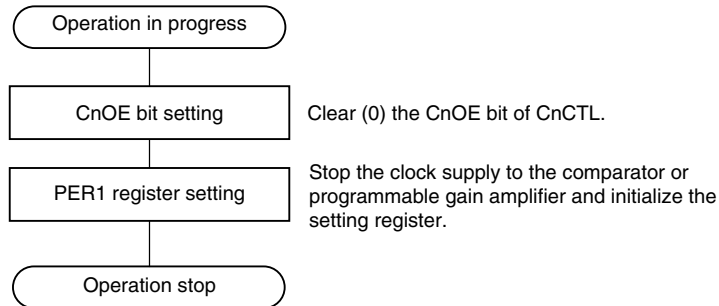 Operation in progress
CnOE bit setting
Clear (0) the CnOE bit of CnCTL.
PER1 register setting
Stop the clock supply to the comparator or
programmable gain amplifier and initialize the
setting register.
Operation stop